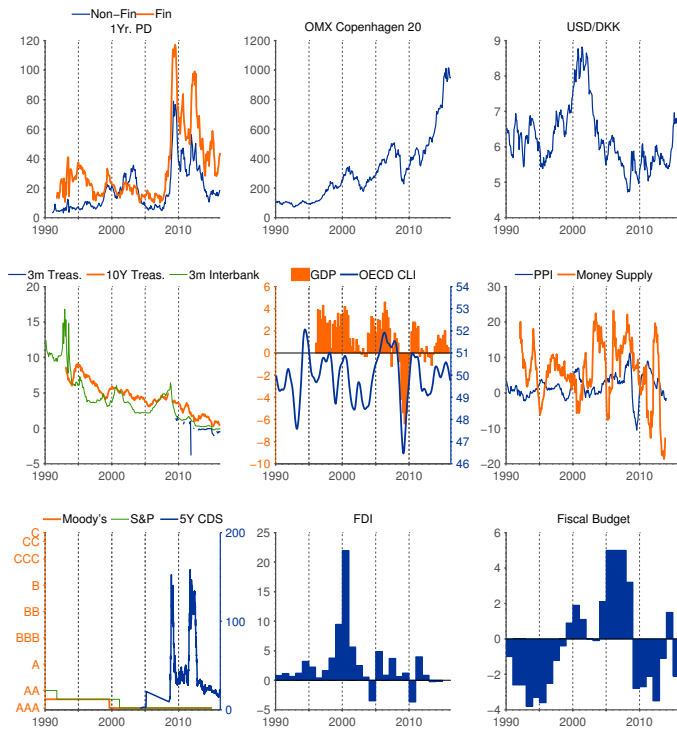 Non-Fin Fin
1Yr. PD
120
100
80
60
40
20
0
1990 2000 2010
OMX Copenhagen 20
1200
1000
800
600
400
200
0
1990 2000 2010
USD/DKK
9
8
7
6
5
4
1990 2000 2010
3m Treas. 10Y Treas. 3m Interbank
20
15
10
5
0
−5
1990 2000 2010
GDP OECD CLI
6
4
2
0
−2
−4
−6
−8
−10
54
53
52
51
50
49
48
47
46
1990 2000 2010
PPI Money Supply
30
20
10
0
−10
−20
1990 2000 2010
Moody's S&P 5Y CDS
C
CC
CCC
B
BB
BBB
A
AA
AAA
200
100
0
1990 2000 2010
FDI
25
20
15
10
5
0
−5
1990 2000 2010
Fiscal Budget
6
4
2
0
−2
−4
1990 2000 2010